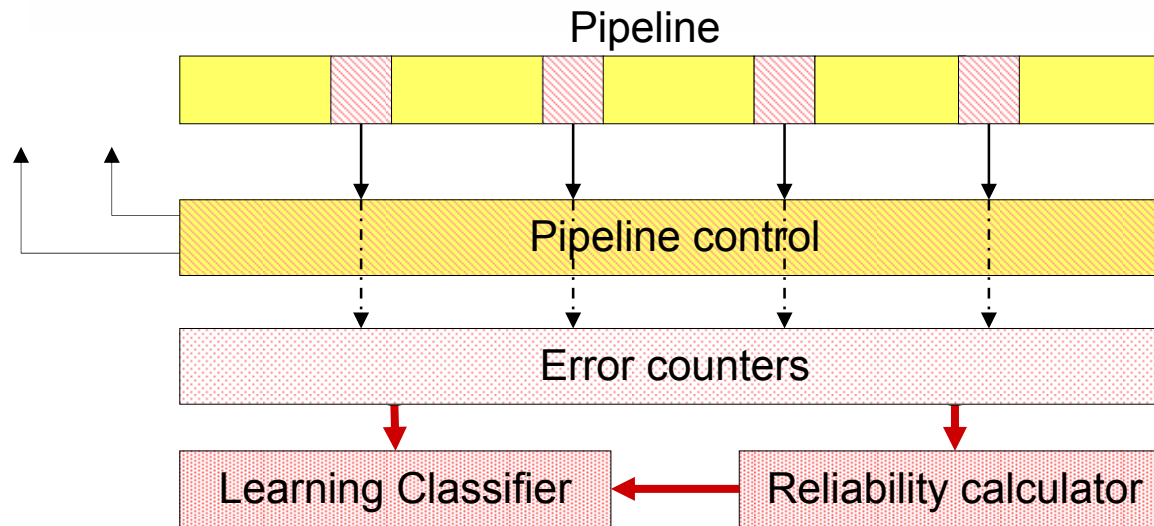 Pipeline
Pipeline control
Error counters
Learning Classifier
Reliability calculator